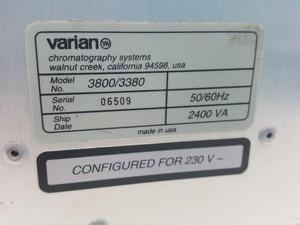 varian
chromatography systems
walnut creek, california 94598, usa
Model No. 3800/3380
Serial No. 06509 50/60Hz
Ship Date 2400 VA
made in usa
CONFIGURED FOR 230 V ~